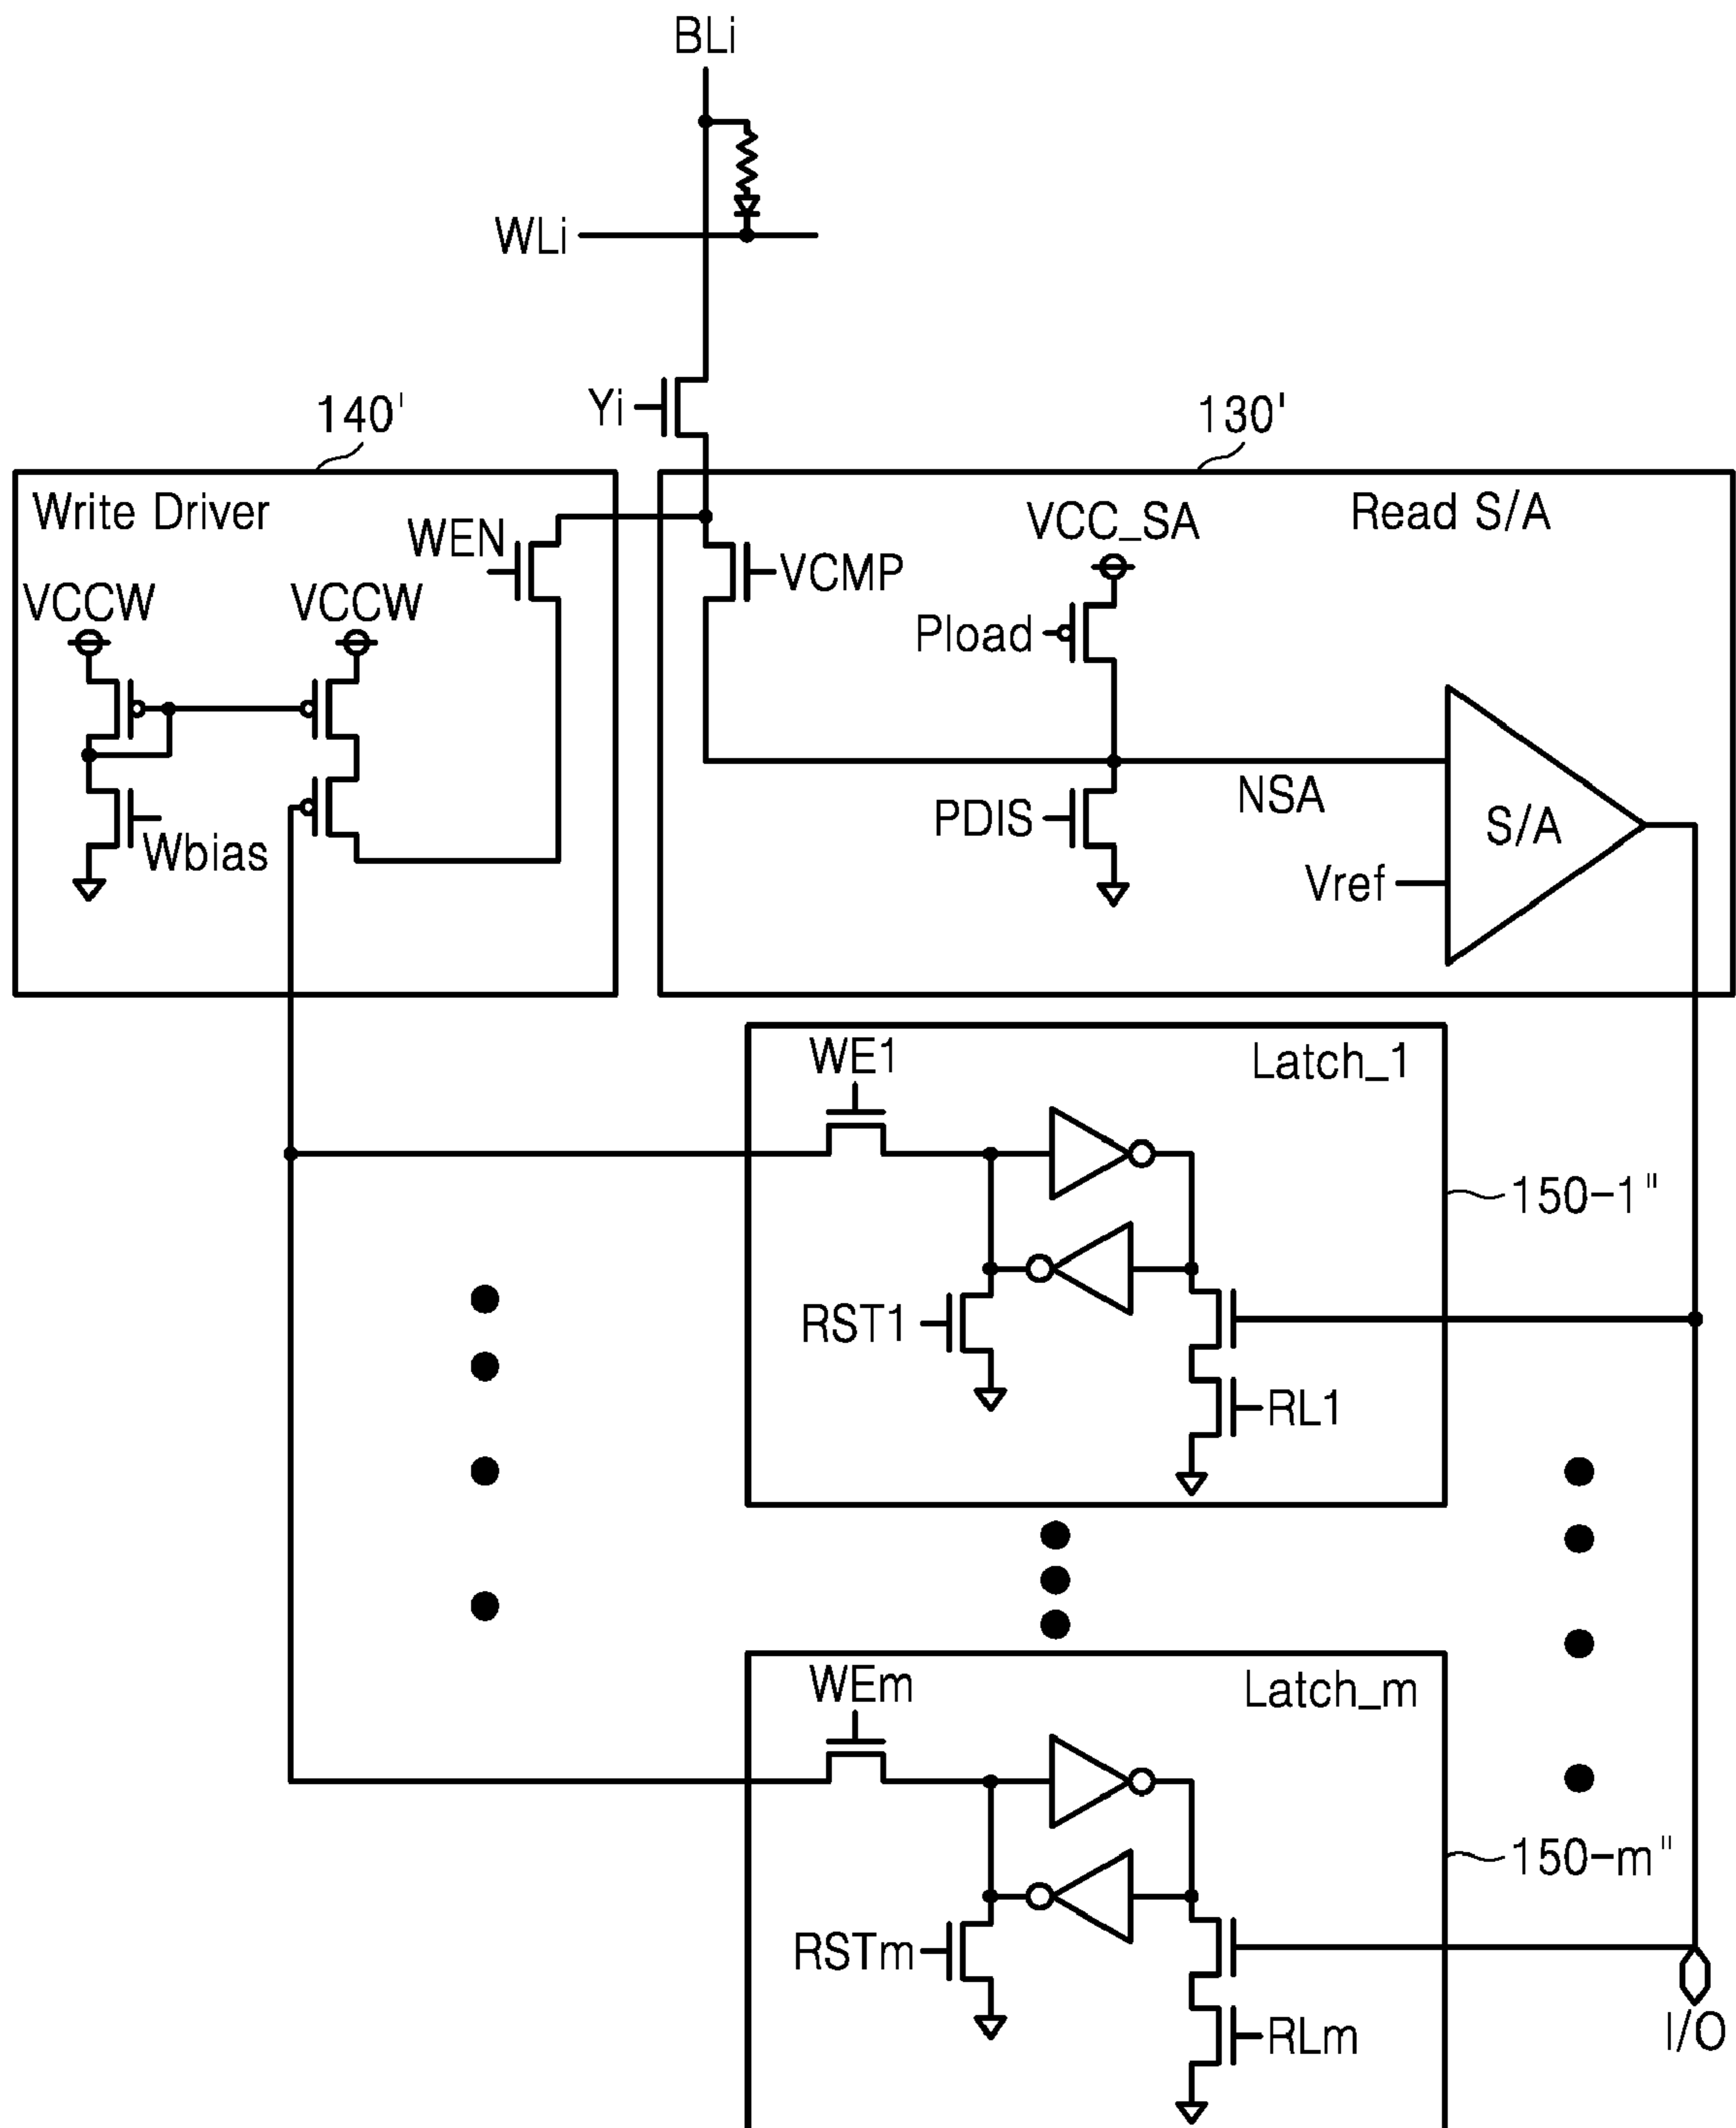 BLi
WLi
Yi
140'
130'
Write Driver
WEN
VCCW
VCCW
Wbias
VCMP
VCC_SA
Read S/A
Pload
PDIS
NSA
S/A
Vref
WE1
Latch_1
150-1"
RST1
RL1
WEm
Latch_m
150-m"
RSTm
RLm
I/O